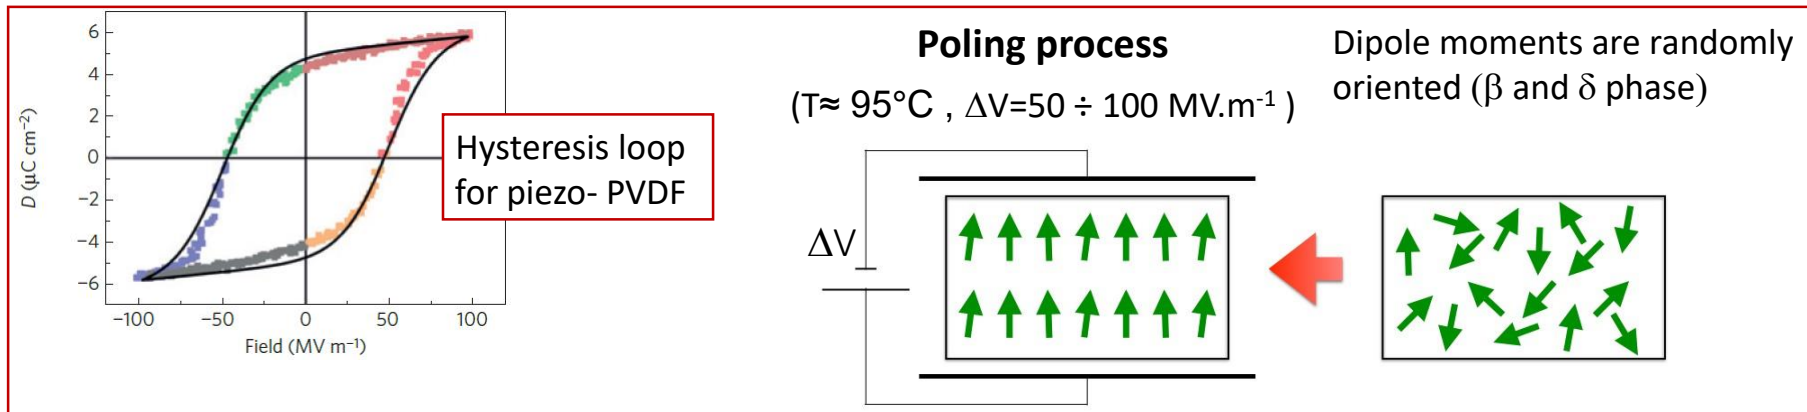 6
4
2
0
−2
−4
−6
D (μC cm⁻²)
−100 −50 0 50 100
Field (MV m⁻¹)
Hysteresis loop
for piezo- PVDF
Poling process
(T≈ 95°C , ΔV=50 ÷ 100 MV.m⁻¹ )
ΔV
Dipole moments are randomly
oriented (β and δ phase)